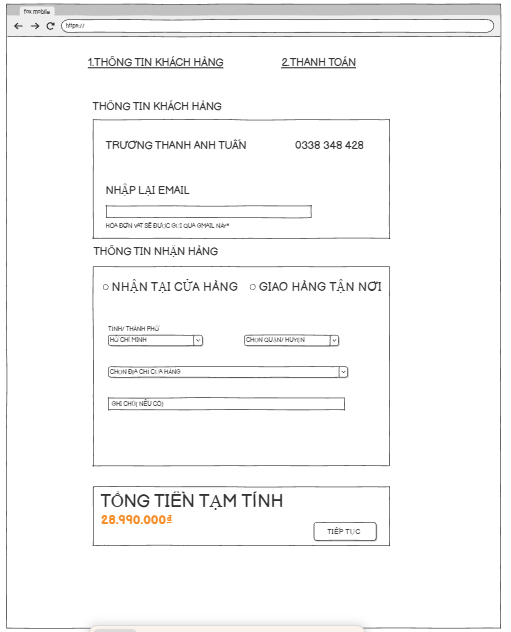 fox mobile
https://
1.THÔNG TIN KHÁCH HÀNG 2.THANH TOÁN
THÔNG TIN KHÁCH HÀNG
TRƯƠNG THANH ANH TUẤN 0338 348 428
NHẬP LẠI EMAIL
HÓA ĐƠN VAT SẼ ĐƯỢC GỬI QUA GMAIL NÀY*
THÔNG TIN NHẬN HÀNG
NHẬN TẠI CỬA HÀNG GIAO HÀNG TẬN NƠI
TỈNH/ THÀNH PHỐ
HỒ CHÍ MINH CHỌN QUẬN/ HUYỆN
CHỌN ĐỊA CHỈ CỬA HÀNG
GHI CHÚ( NẾU CÓ)
TỔNG TIỀN TẠM TÍNH
28.990.000₫
TIẾP TỤC